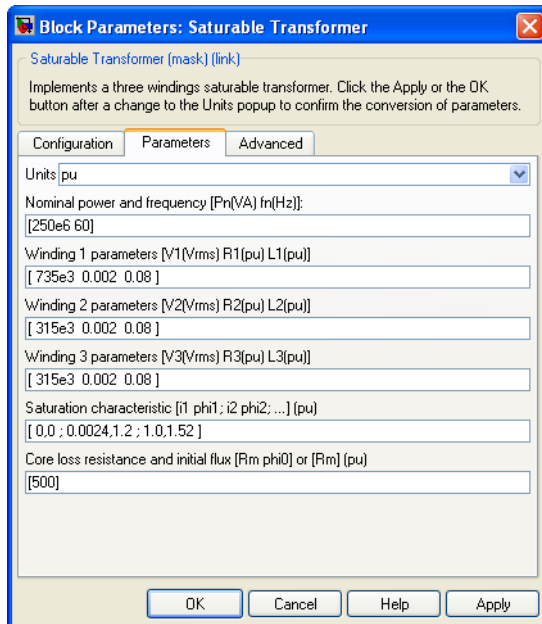 Block Parameters: Saturable Transformer
Saturable Transformer (mask) (link)
Implements a three windings saturable transformer. Click the Apply or the OK
button after a change to the Units popup to confirm the conversion of parameters.
Configuration Parameters Advanced
Units pu
Nominal power and frequency [Pn(VA) fn(Hz)]:
[250e6 60]
Winding 1 parameters [V1(Vrms) R1(pu) L1(pu)]
[ 735e3 0.002 0.08 ]
Winding 2 parameters [V2(Vrms) R2(pu) L2(pu)]
[ 315e3 0.002 0.08 ]
Winding 3 parameters [V3(Vrms) R3(pu) L3(pu)]
[ 315e3 0.002 0.08 ]
Saturation characteristic [i1 phi1; i2 phi2; ...] (pu)
[ 0,0 ; 0.0024,1.2 ; 1.0,1.52 ]
Core loss resistance and initial flux [Rm phi0] or [Rm] (pu)
[500]
OK Cancel Help Apply